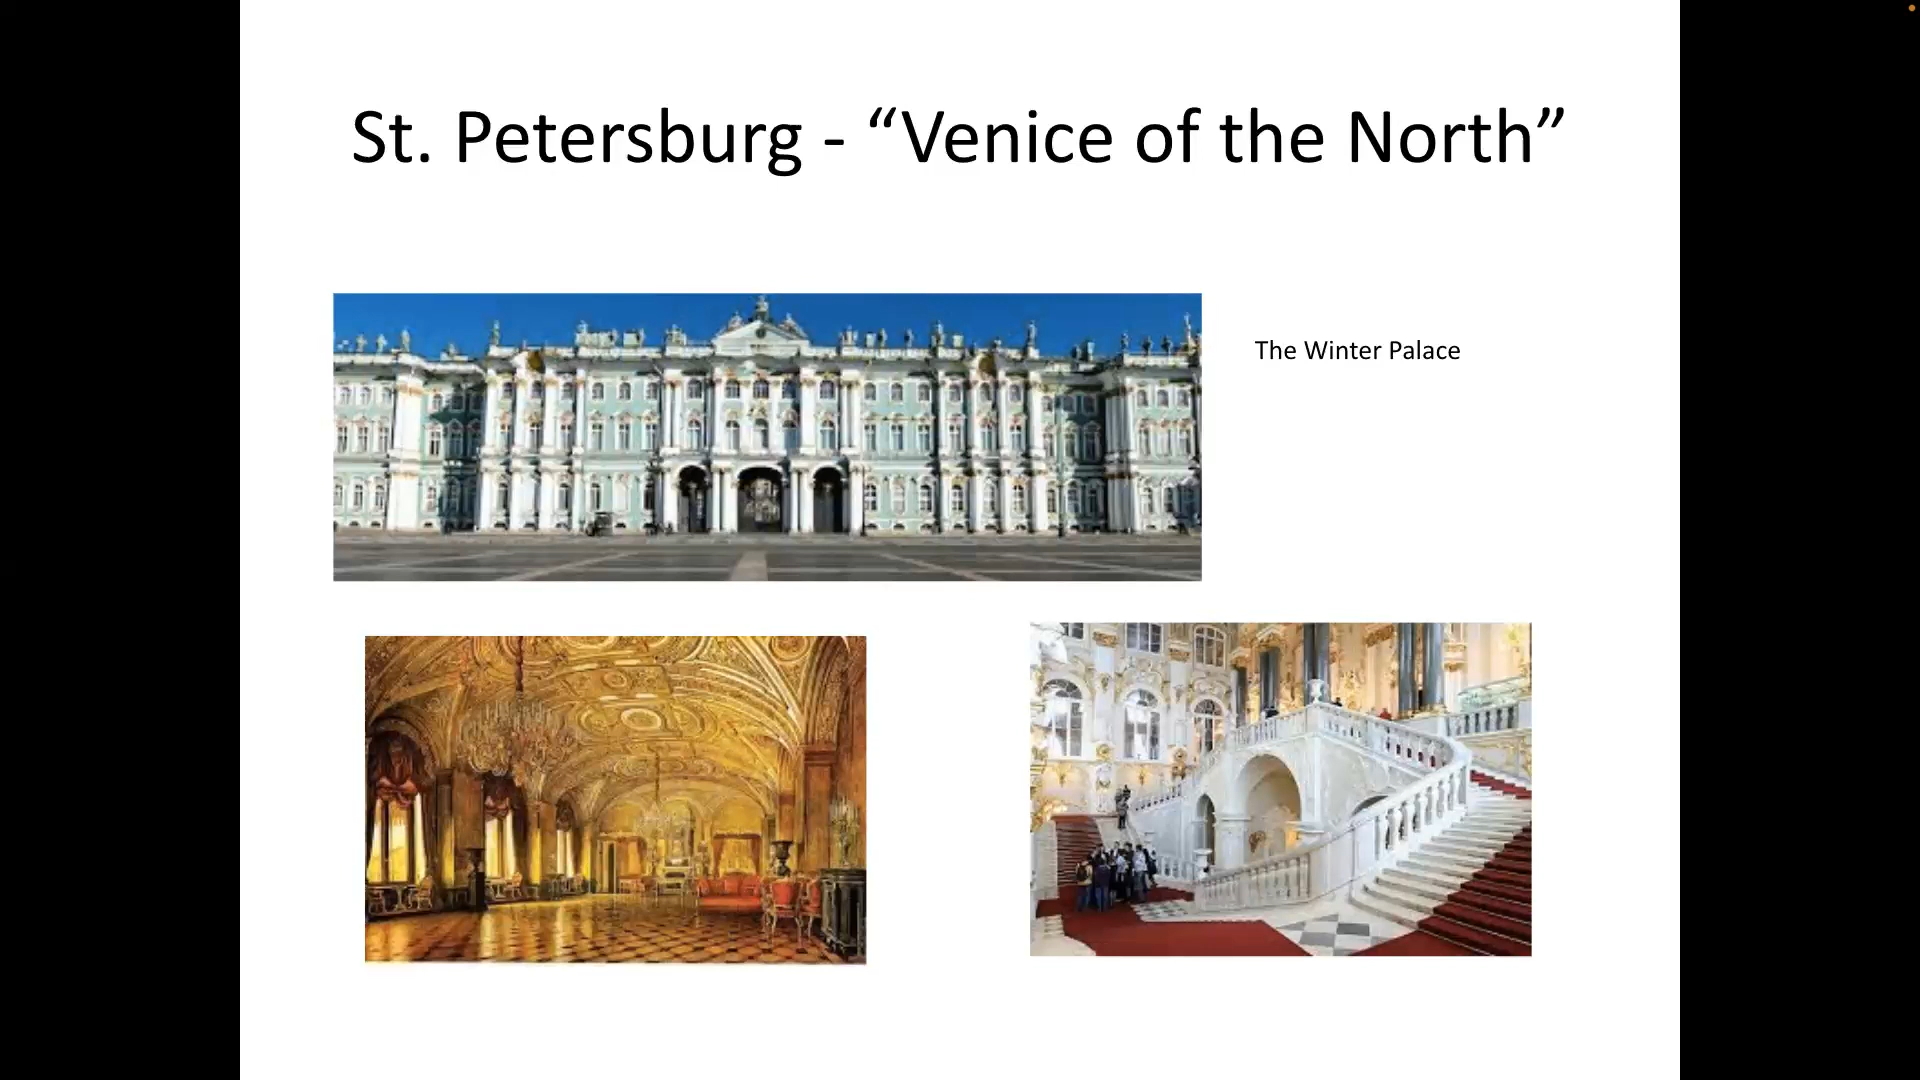 St. Petersburg - “Venice of the North”
The Winter Palace